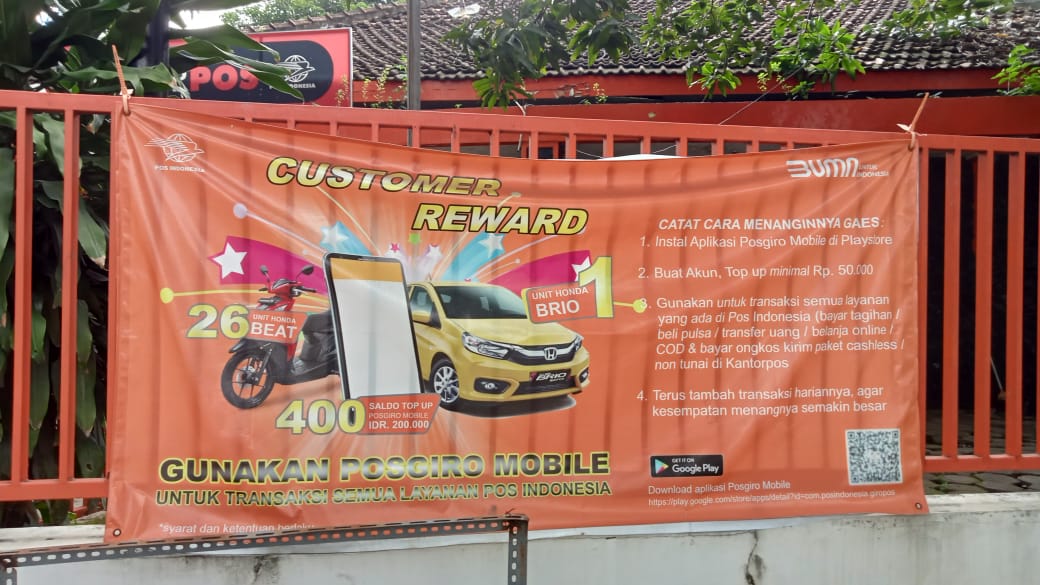 POS INDONESIA
POS INDONESIA
BUMN UNTUK INDONESIA
CUSTOMER
REWARD
26 UNIT HONDA BEAT
UNIT HONDA BRIO 1
BRIO
400 SALDO TOP UP
POSGIRO MOBILE
IDR. 200.000
GUNAKAN POSGIRO MOBILE
UNTUK TRANSAKSI SEMUA LAYANAN POS INDONESIA
*syarat dan ketentuan berlaku
CATAT CARA MENANGINNYA GAES :
1. Instal Aplikasi Posgiro Mobile di Playstore
2. Buat Akun, Top up minimal Rp. 50.000
3. Gunakan untuk transaksi semua layanan
yang ada di Pos Indonesia (bayar tagihan /
beli pulsa / transfer uang / belanja online /
COD & bayar ongkos kirim paket cashless /
non tunai di Kantorpos
4. Terus tambah transaksi hariannya, agar
kesempatan menangnya semakin besar
GET IT ON
Google Play
Download aplikasi Posgiro Mobile
https://play.google.com/store/apps/detail?id=com.posindonesia.giropos